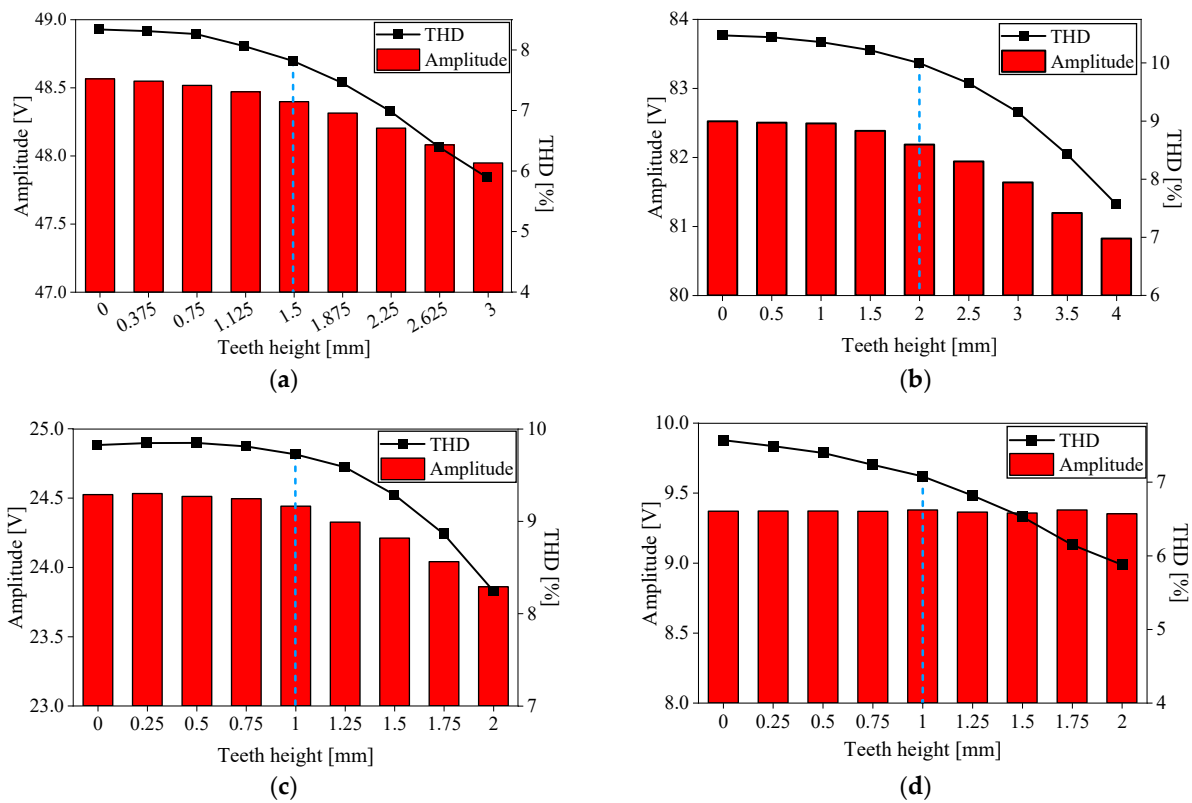 49.0
48.5
48.0
47.5
47.0
Amplitude [V]
THD
Amplitude
8
7
6
5
4
THD [%]
0 0.375 0.75 1.125 1.5 1.875 2.25 2.625 3
Teeth height [mm]
(a)
84
83
82
81
80
Amplitude [V]
THD
Amplitude
10
9
8
7
6
THD [%]
0 0.5 1 1.5 2 2.5 3 3.5 4
Teeth height [mm]
(b)
25.0
24.5
24.0
23.5
23.0
Amplitude [V]
THD
Amplitude
10
9
8
7
THD [%]
0 0.25 0.5 0.75 1 1.25 1.5 1.75 2
Teeth height [mm]
(c)
10.0
9.5
9.0
8.5
8.0
Amplitude [V]
THD
Amplitude
7
6
5
4
THD [%]
0 0.25 0.5 0.75 1 1.25 1.5 1.75 2
Teeth height [mm]
(d)